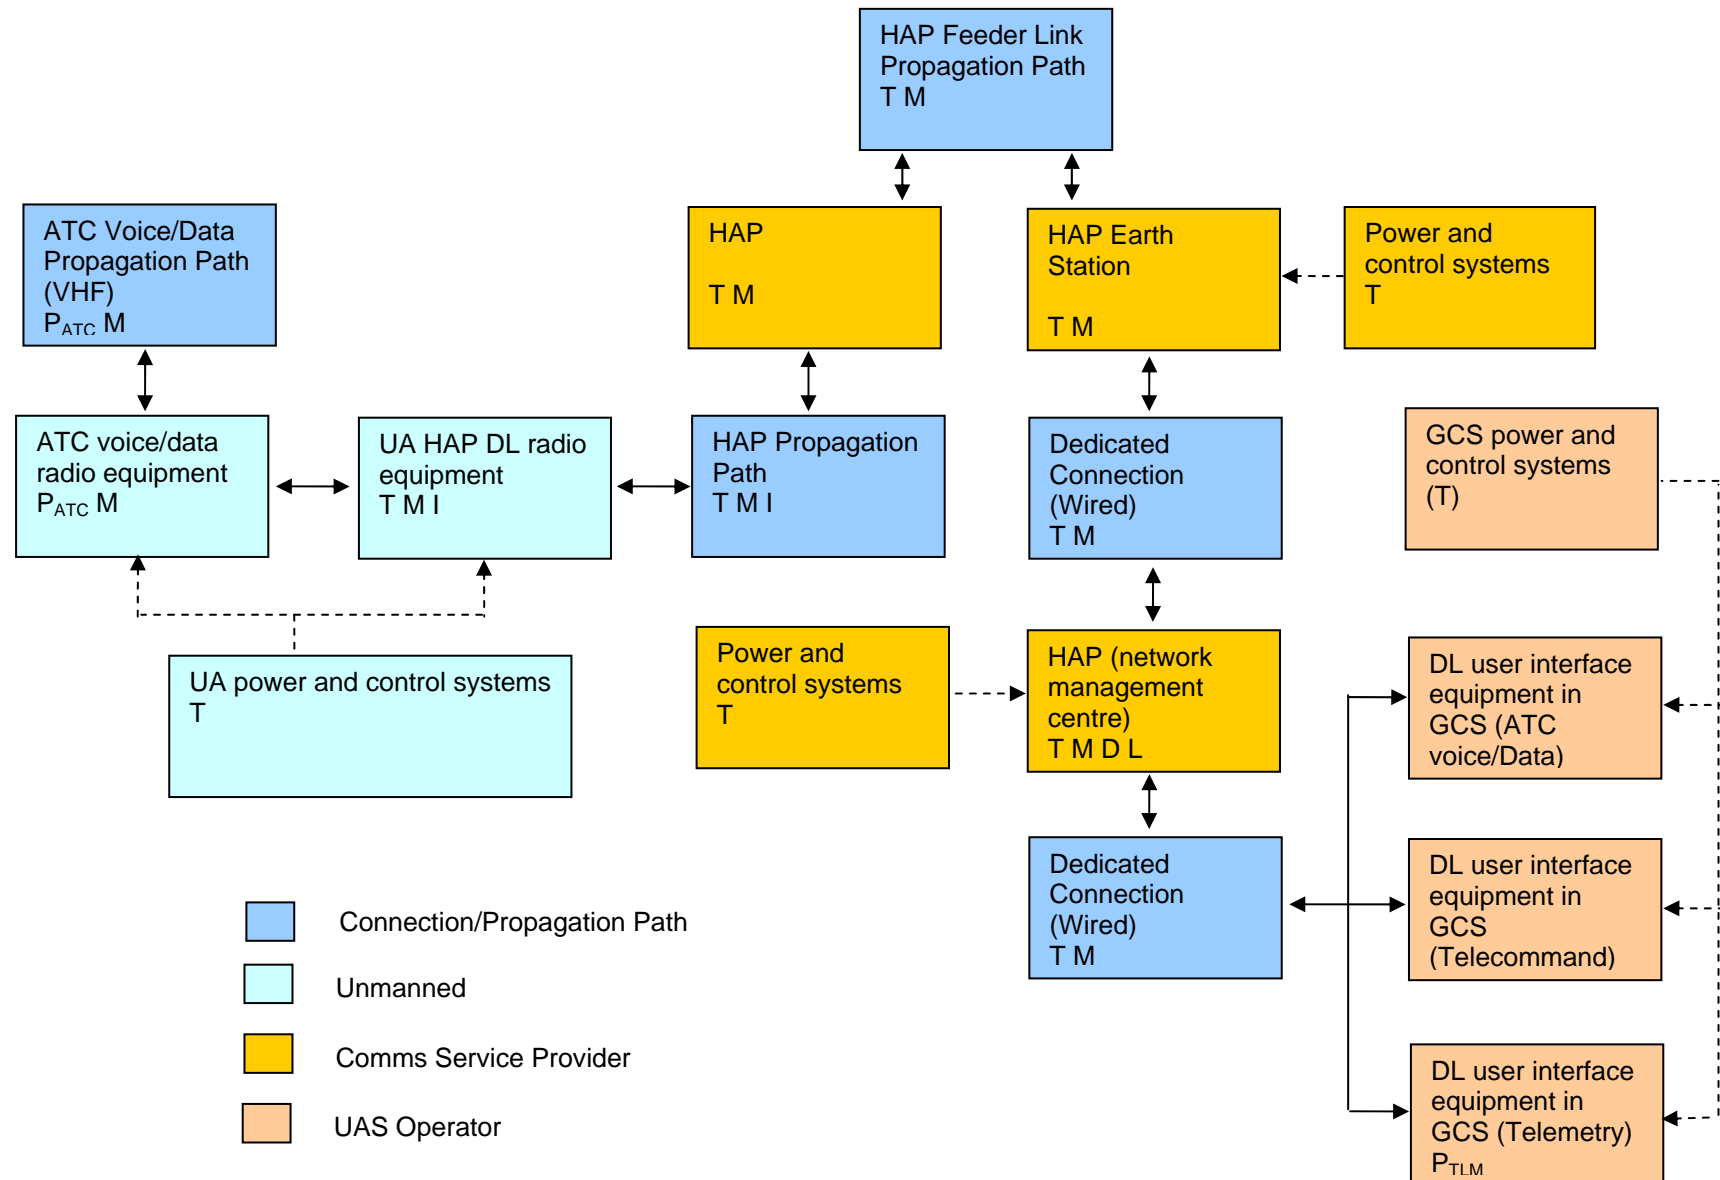 HAP Feeder Link
Propagation Path
T M
ATC Voice/Data
Propagation Path
(VHF)
PATC M
HAP
T M
HAP Earth
Station
T M
Power and
control systems
T
ATC voice/data
radio equipment
PATC M
UA HAP DL radio
equipment
T M I
HAP Propagation
Path
T M I
Dedicated
Connection
(Wired)
T M
GCS power and
control systems
(T)
UA power and control systems
T
Power and
control systems
T
HAP (network
management
centre)
T M D L
DL user interface
equipment in
GCS (ATC
voice/Data)
Dedicated
Connection
(Wired)
T M
DL user interface
equipment in
GCS
(Telecommand)
DL user interface
equipment in
GCS (Telemetry)
PTLM
Connection/Propagation Path
Unmanned
Comms Service Provider
UAS Operator